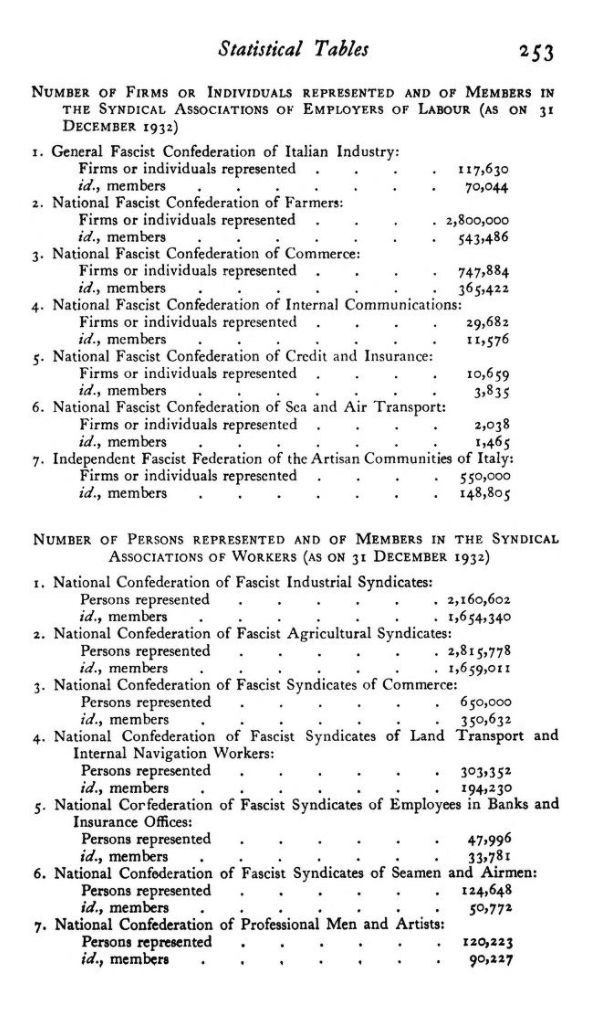 Statistical Tables 253
NUMBER OF FIRMS OR INDIVIDUALS REPRESENTED AND OF MEMBERS IN
THE SYNDICAL ASSOCIATIONS OF EMPLOYERS OF LABOUR (AS ON 31
DECEMBER 1932)
1. General Fascist Confederation of Italian Industry:
Firms or individuals represented . . . . 117,630
id., members . . . . . . . 70,044
2. National Fascist Confederation of Farmers:
Firms or individuals represented . . . . 2,800,000
id., members . . . . . . . 543,486
3. National Fascist Confederation of Commerce:
Firms or individuals represented . . . . 747,884
id., members . . . . . . . 365,422
4. National Fascist Confederation of Internal Communications:
Firms or individuals represented . . . . 29,682
id., members . . . . . . . 11,576
5. National Fascist Confederation of Credit and Insurance:
Firms or individuals represented . . . . 10,659
id., members . . . . . . . 3,835
6. National Fascist Confederation of Sea and Air Transport:
Firms or individuals represented . . . . 2,038
id., members . . . . . . . 1,465
7. Independent Fascist Federation of the Artisan Communities of Italy:
Firms or individuals represented . . . . 550,000
id., members . . . . . . . 148,805
NUMBER OF PERSONS REPRESENTED AND OF MEMBERS IN THE SYNDICAL
ASSOCIATIONS OF WORKERS (AS ON 31 DECEMBER 1932)
1. National Confederation of Fascist Industrial Syndicates:
Persons represented . . . . . . 2,160,602
id., members . . . . . . . 1,654,340
2. National Confederation of Fascist Agricultural Syndicates:
Persons represented . . . . . . 2,815,778
id., members . . . . . . . 1,659,011
3. National Confederation of Fascist Syndicates of Commerce:
Persons represented . . . . . . 650,000
id., members . . . . . . . 350,632
4. National Confederation of Fascist Syndicates of Land Transport and
Internal Navigation Workers:
Persons represented . . . . . . 303,352
id., members . . . . . . . 194,230
5. National Confederation of Fascist Syndicates of Employees in Banks and
Insurance Offices:
Persons represented . . . . . . 47,996
id., members . . . . . . . 33,781
6. National Confederation of Fascist Syndicates of Seamen and Airmen:
Persons represented . . . . . . 124,648
id., members . . . . . . . 50,772
7. National Confederation of Professional Men and Artists:
Persons represented . . . . . . 120,223
id., members . . . . . . . 90,227